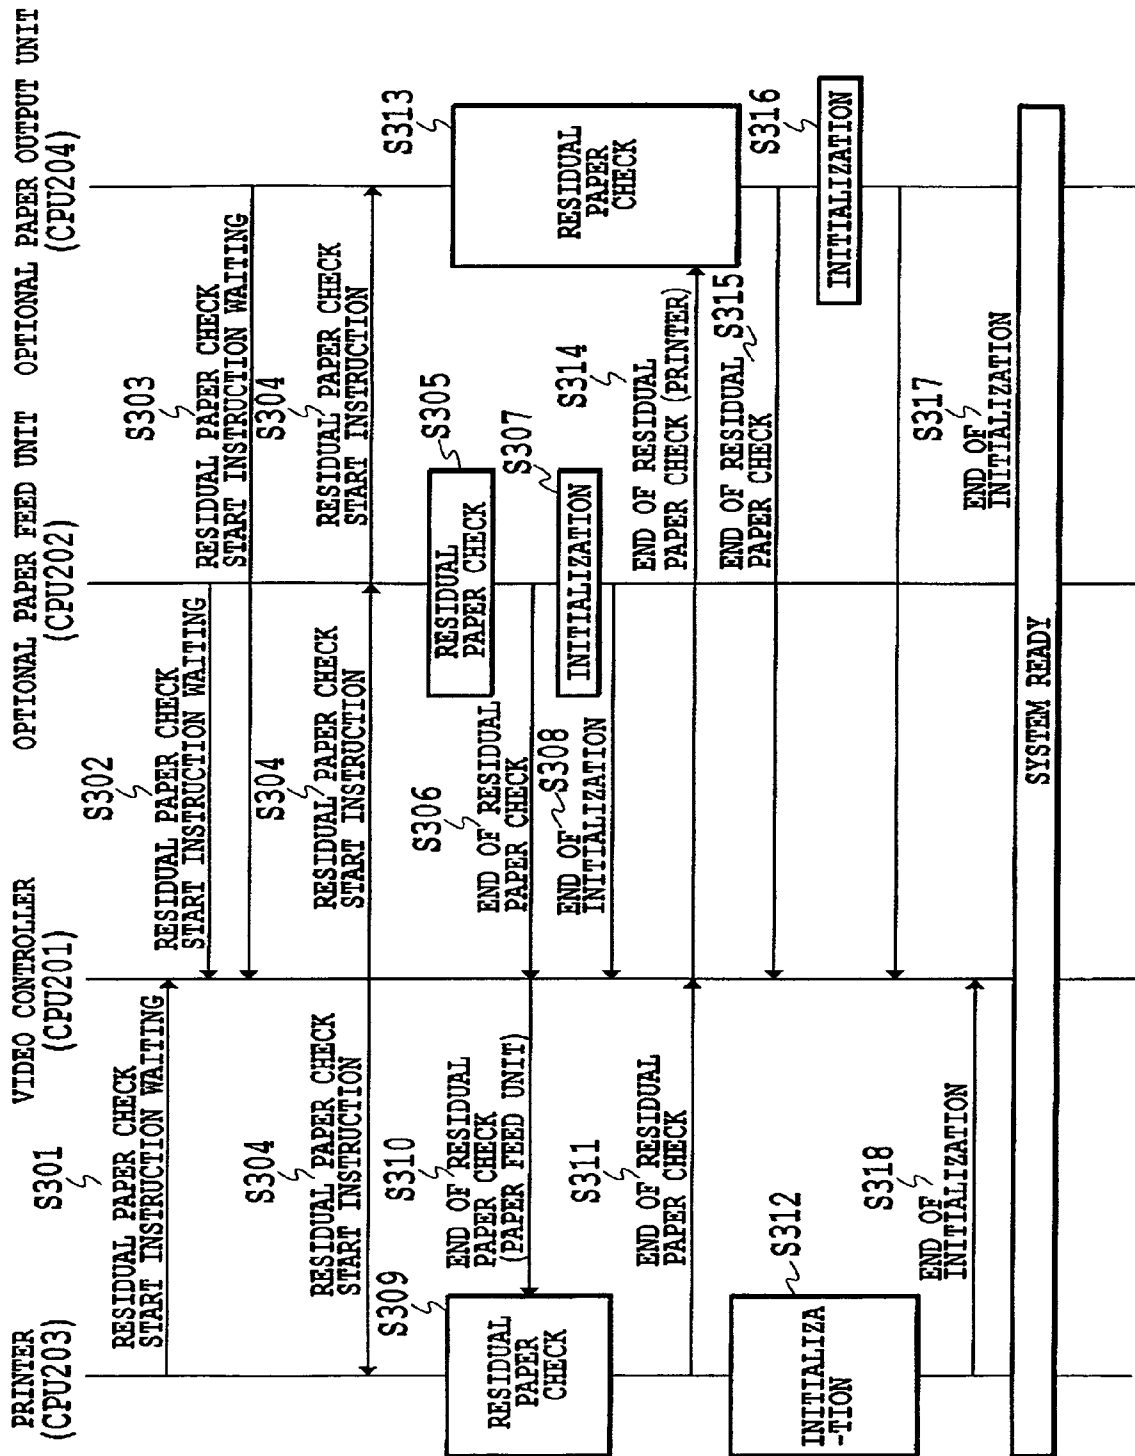 PRINTER
(CPU203)
VIDEO CONTROLLER
(CPU201)
OPTIONAL PAPER FEED UNIT
(CPU202)
OPTIONAL PAPER OUTPUT UNIT
(CPU204)
S301
RESIDUAL PAPER CHECK
START INSTRUCTION WAITING
S302
RESIDUAL PAPER CHECK
START INSTRUCTION WAITING
S303
RESIDUAL PAPER CHECK
START INSTRUCTION WAITING
S304
RESIDUAL PAPER CHECK
START INSTRUCTION
S304
RESIDUAL PAPER CHECK
START INSTRUCTION
S304
RESIDUAL PAPER CHECK
START INSTRUCTION
S309
RESIDUAL
PAPER
CHECK
S310
END OF RESIDUAL
PAPER CHECK
(PAPER FEED UNIT)
S306
END OF RESIDUAL
PAPER CHECK
S305
RESIDUAL
PAPER CHECK
S313
RESIDUAL
PAPER
CHECK
S308
END OF
INITIALIZATION
S307
INITIALIZATION
S311
END OF RESIDUAL
PAPER CHECK
S314
END OF RESIDUAL
PAPER CHECK (PRINTER)
S315
END OF RESIDUAL
PAPER CHECK
S312
INITIALIZA
-TION
S316
INITIALIZATION
S317
END OF
INITIALIZATION
S318
END OF
INITIALIZATION
SYSTEM READY